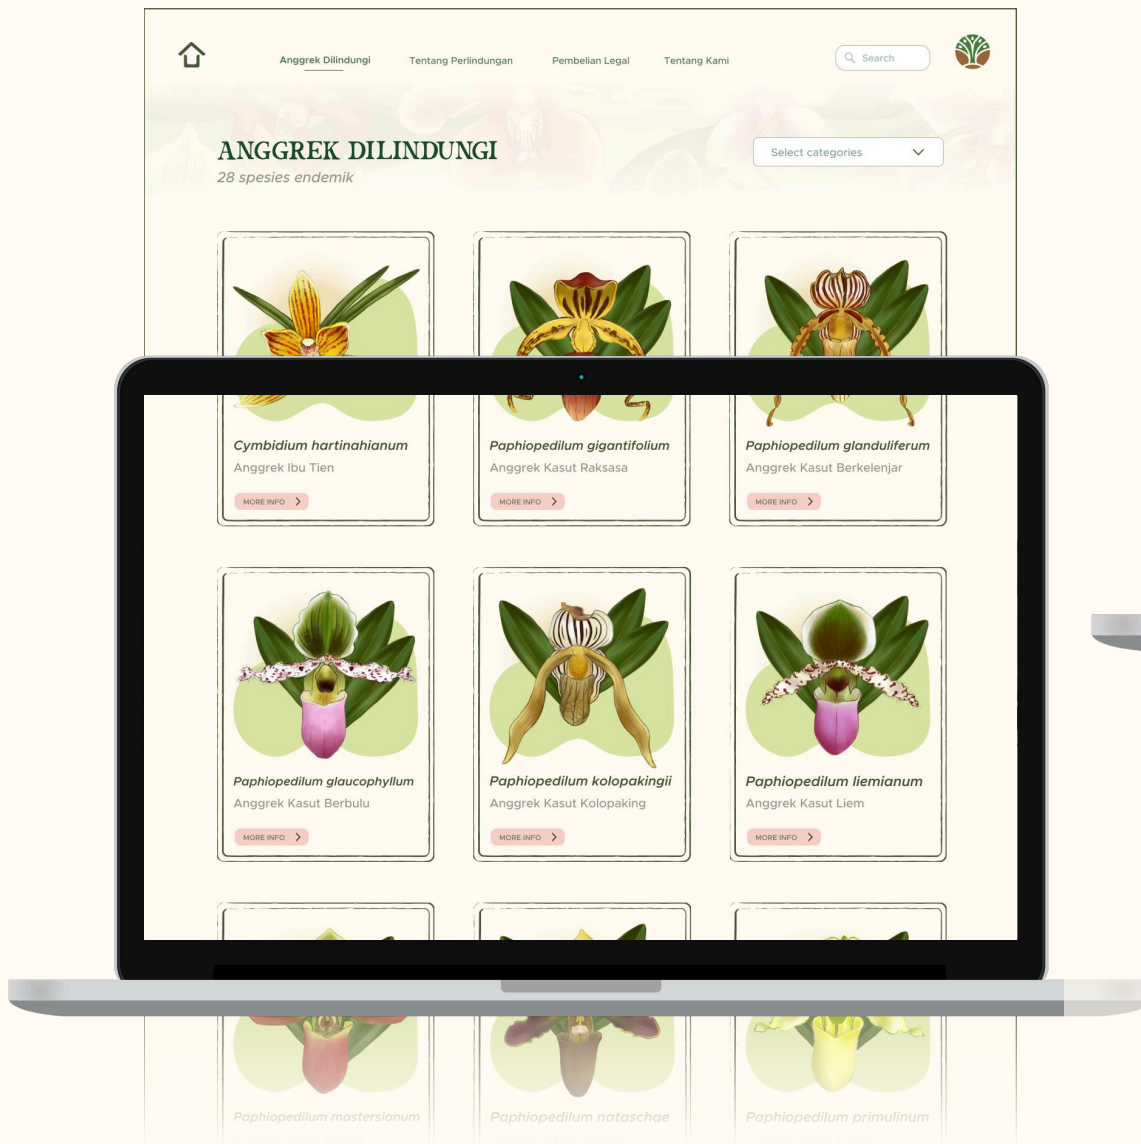 Anggrek Dilindungi
Tentang Perlindungan
Pembelian Legal
Tentang Kami
Search
ANGGREK DILINDUNGI
28 spesies endemik
Select categories
Cymbidium hartinahianum
Anggrek Ibu Tien
MORE INFO
Paphiopedilum gigantifolium
Anggrek Kasut Raksasa
MORE INFO
Paphiopedilum glanduliferum
Anggrek Kasut Berkelenjar
MORE INFO
Paphiopedilum glaucophyllum
Anggrek Kasut Berbulu
MORE INFO
Paphiopedilum kolopakingii
Anggrek Kasut Kolopaking
MORE INFO
Paphiopedilum liemianum
Anggrek Kasut Liem
MORE INFO
Paphiopedilum mastersianum
Paphiopedilum nataschae
Paphiopedilum primulinum